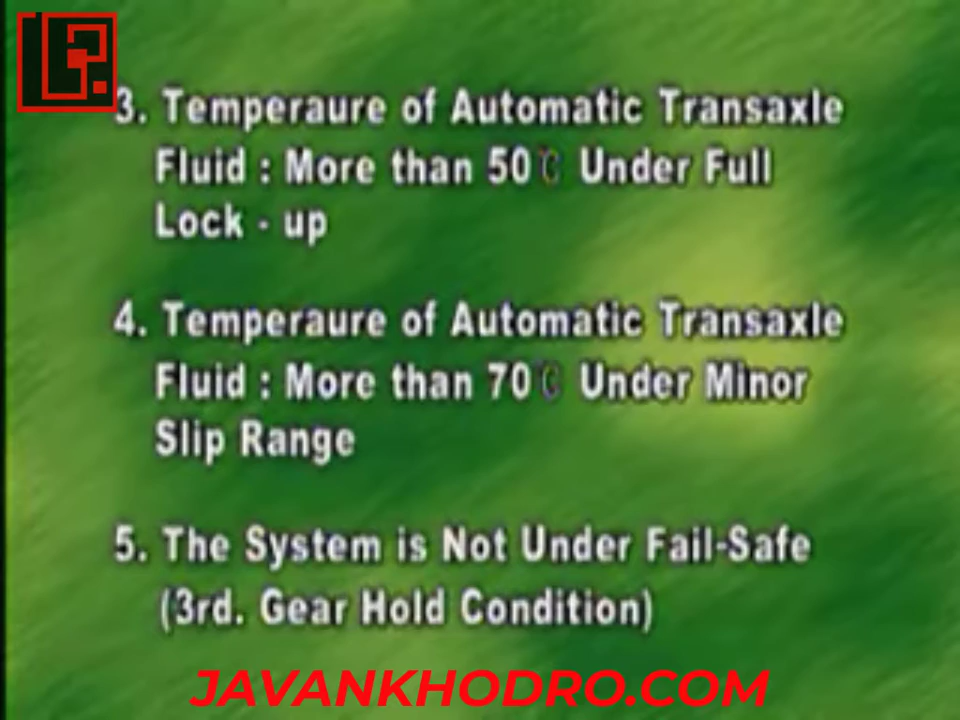 3. Temperaure of Automatic Transaxle
Fluid : More than 50℃ Under Full
Lock - up
4. Temperaure of Automatic Transaxle
Fluid : More than 70℃ Under Minor
Slip Range
5. The System is Not Under Fail-Safe
(3rd. Gear Hold Condition)
JAVANKHODRO.COM